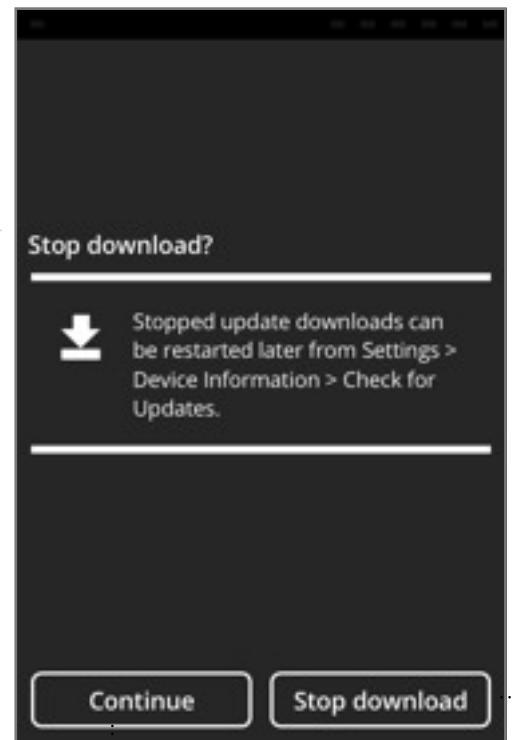 Stop download?
Stopped update downloads can
be restarted later from Settings >
Device Information > Check for
Updates.
Continue
Stop download